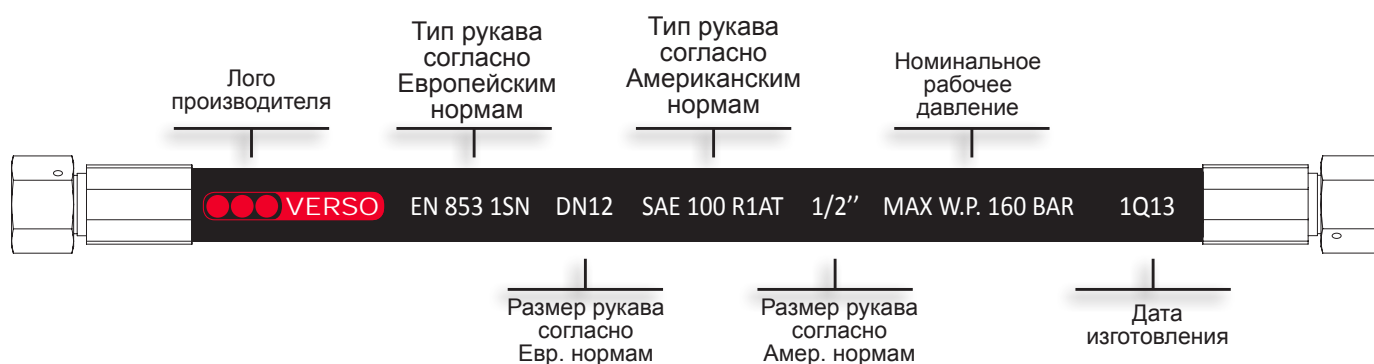 Лого
производителя
Тип рукава
согласно
Европейским
нормам
Тип рукава
согласно
Американским
нормам
Номинальное
рабочее
давление
VERSO EN 853 1SN DN12 SAE 100 R1AT 1/2’’ MAX W.P. 160 BAR 1Q13
Размер рукава
согласно
Евр. нормам
Размер рукава
согласно
Амер. нормам
Дата
изготовления